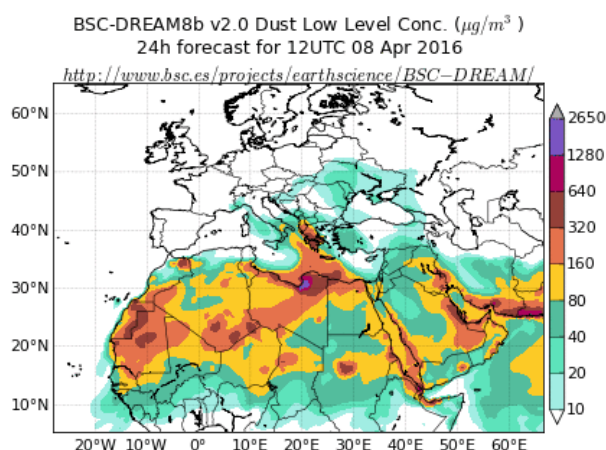 BSC-DREAM8b v2.0 Dust Low Level Conc. (μg/m³ )
24h forecast for 12UTC 08 Apr 2016
http://www.bsc.es/projects/earthscience/BSC−DREAM/
60°N
50°N
40°N
30°N
20°N
10°N
20°W 10°W 0° 10°E 20°E 30°E 40°E 50°E 60°E
2650
1280
640
320
160
80
40
20
10